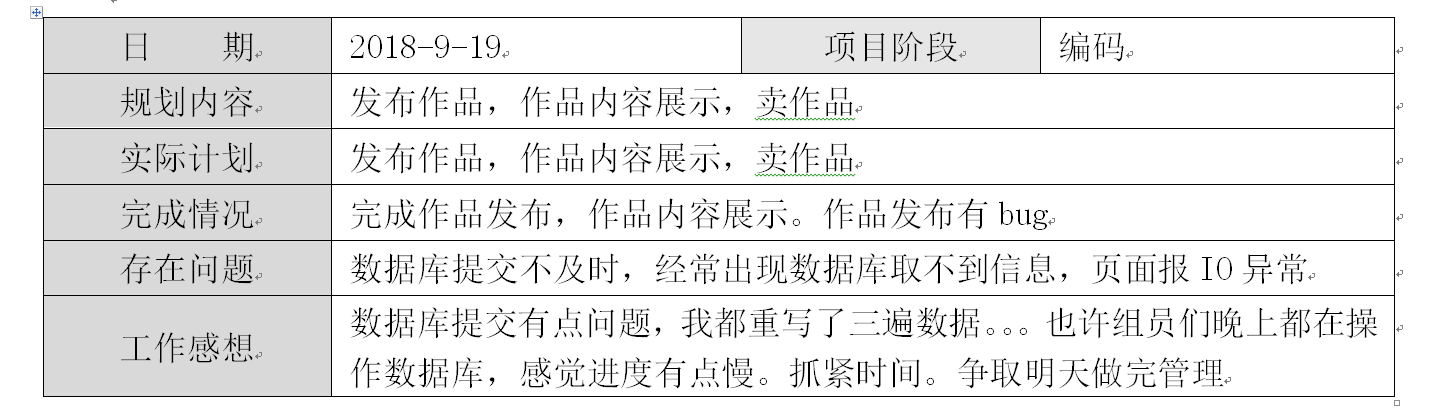 日 期 2018-9-19 项目阶段 编码
规划内容 发布作品，作品内容展示，卖作品
实际计划 发布作品，作品内容展示，卖作品
完成情况 完成作品发布，作品内容展示。作品发布有 bug
存在问题 数据库提交不及时，经常出现数据库取不到信息，页面报 IO 异常
工作感想 数据库提交有点问题，我都重写了三遍数据。。。也许组员们晚上都在操
作数据库，感觉进度有点慢。抓紧时间。争取明天做完管理